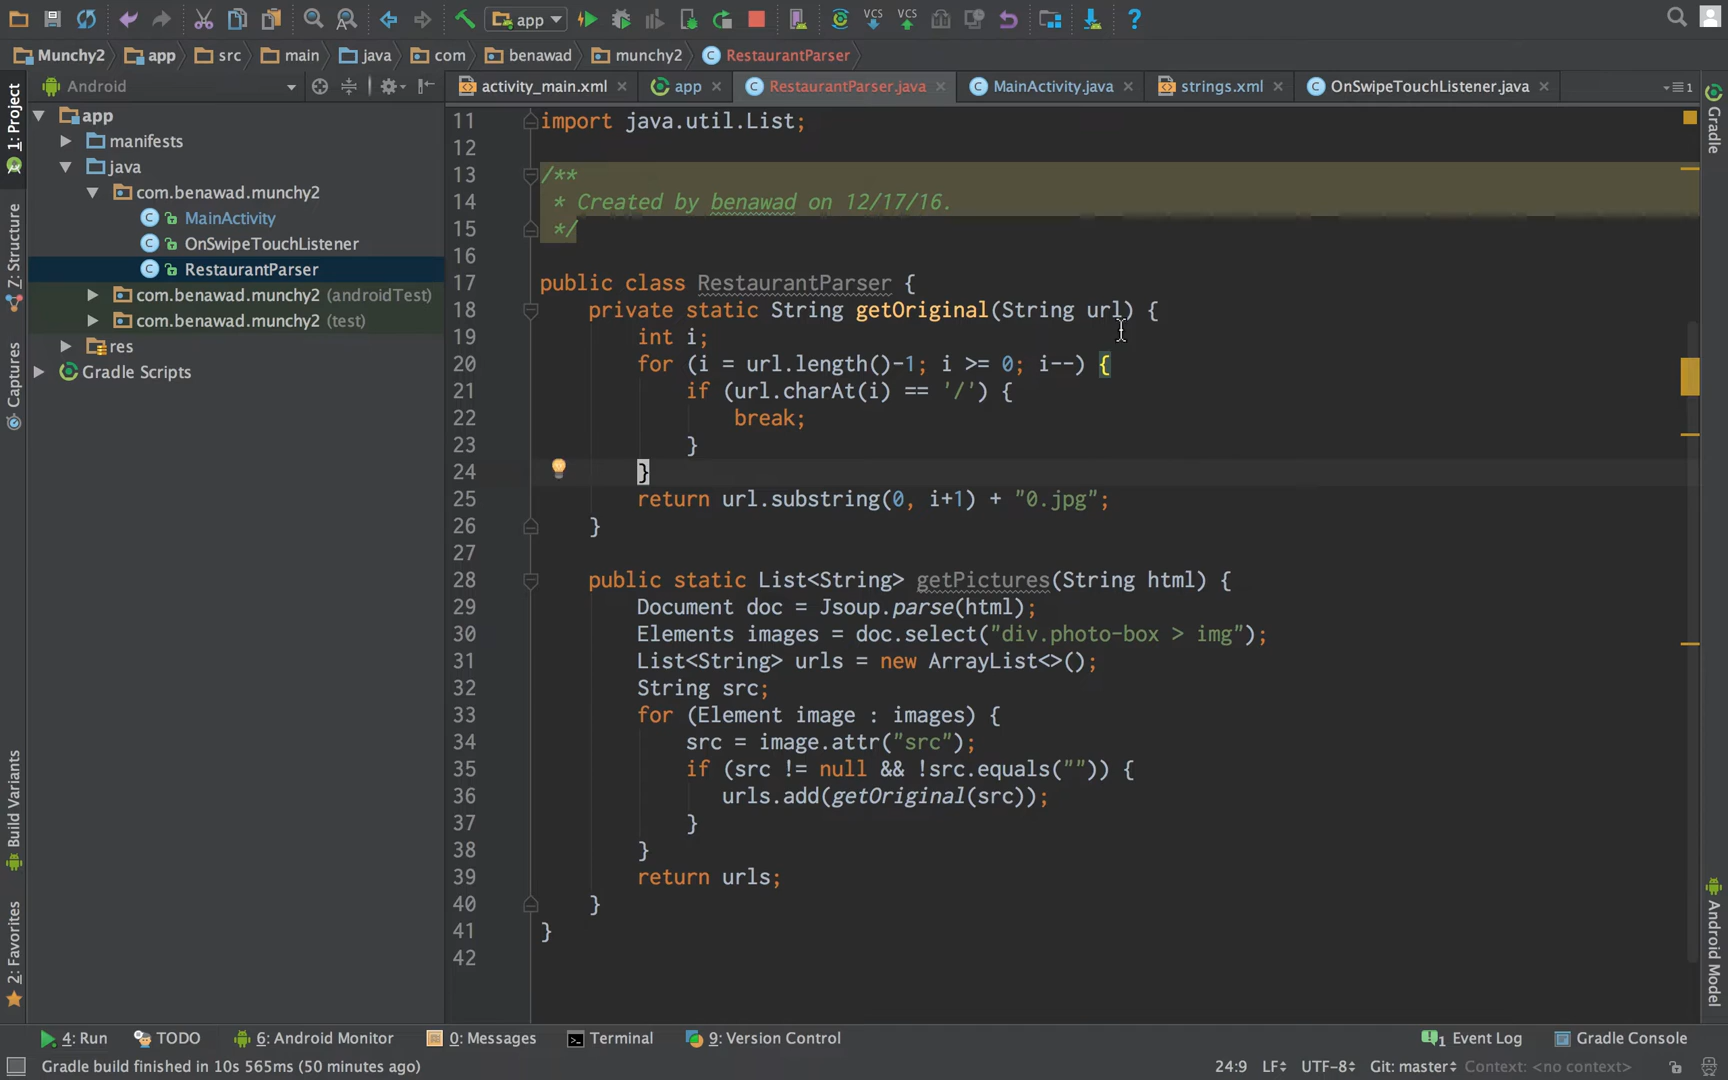 app
Munchy2 app src main java com benawad munchy2 RestaurantParser
Android
activity_main.xml app RestaurantParser.java MainActivity.java strings.xml OnSwipeTouchListener.java
1: Project
Z: Structure
Captures
Build Variants
2: Favorites
app
manifests
java
com.benawad.munchy2
MainActivity
OnSwipeTouchListener
RestaurantParser
com.benawad.munchy2 (androidTest)
com.benawad.munchy2 (test)
res
Gradle Scripts
11 import java.util.List;
12
13 /**
14 * Created by benawad on 12/17/16.
15 */
16
17 public class RestaurantParser {
18 private static String getOriginal(String url) {
19 int i;
20 for (i = url.length()-1; i >= 0; i--) {
21 if (url.charAt(i) == '/') {
22 break;
23 }
24 }
25 return url.substring(0, i+1) + "0.jpg";
26 }
27
28 public static List<String> getPictures(String html) {
29 Document doc = Jsoup.parse(html);
30 Elements images = doc.select("div.photo-box > img");
31 List<String> urls = new ArrayList<>();
32 String src;
33 for (Element image : images) {
34 src = image.attr("src");
35 if (src != null && !src.equals("")) {
36 urls.add(getOriginal(src));
37 }
38 }
39 return urls;
40 }
41 }
42
Gradle
Android Model
4: Run TODO 6: Android Monitor 0: Messages Terminal 9: Version Control 1 Event Log Gradle Console
Gradle build finished in 10s 565ms (50 minutes ago) 24:9 LF UTF-8 Git: master Context: <no context>